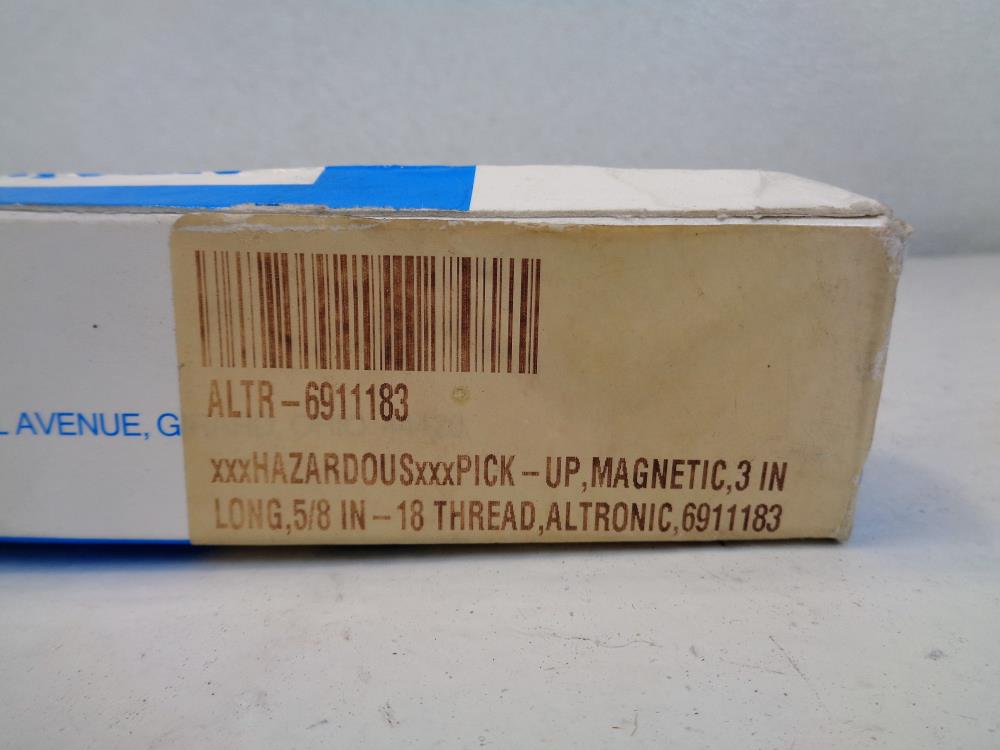 ALTR-6911183
L AVENUE, G
xxxHAZARDOUSxxxPICK-UP,MAGNETIC,3 IN
LONG,5/8 IN-18 THREAD,ALTRONIC,6911183